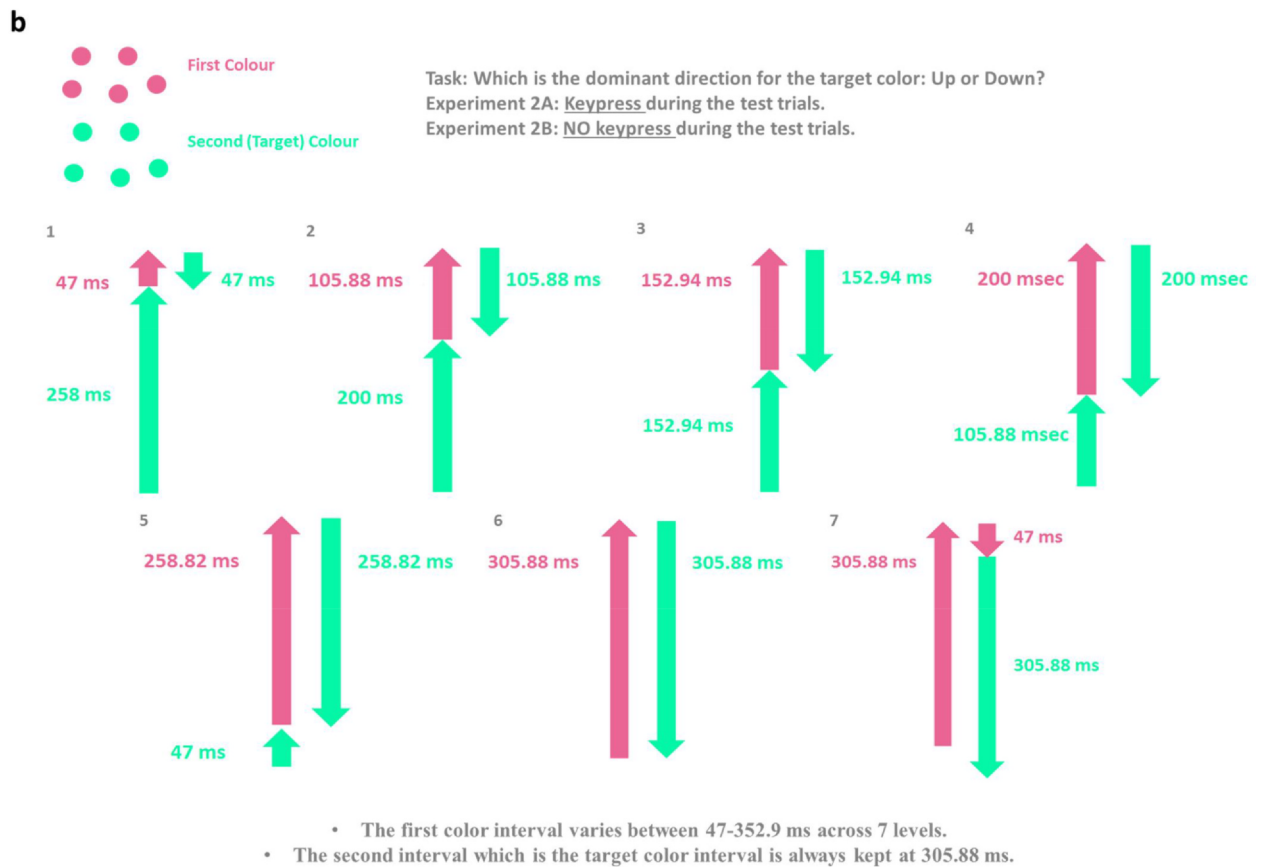 b
First Colour
Second (Target) Colour
Task: Which is the dominant direction for the target color: Up or Down?
Experiment 2A: Keypress during the test trials.
Experiment 2B: NO keypress during the test trials.
1
47 ms
47 ms
258 ms
2
105.88 ms
105.88 ms
200 ms
3
152.94 ms
152.94 ms
152.94 ms
4
200 msec
200 msec
105.88 msec
5
258.82 ms
258.82 ms
47 ms
6
305.88 ms
305.88 ms
7
305.88 ms
47 ms
305.88 ms
• The first color interval varies between 47-352.9 ms across 7 levels.
• The second interval which is the target color interval is always kept at 305.88 ms.